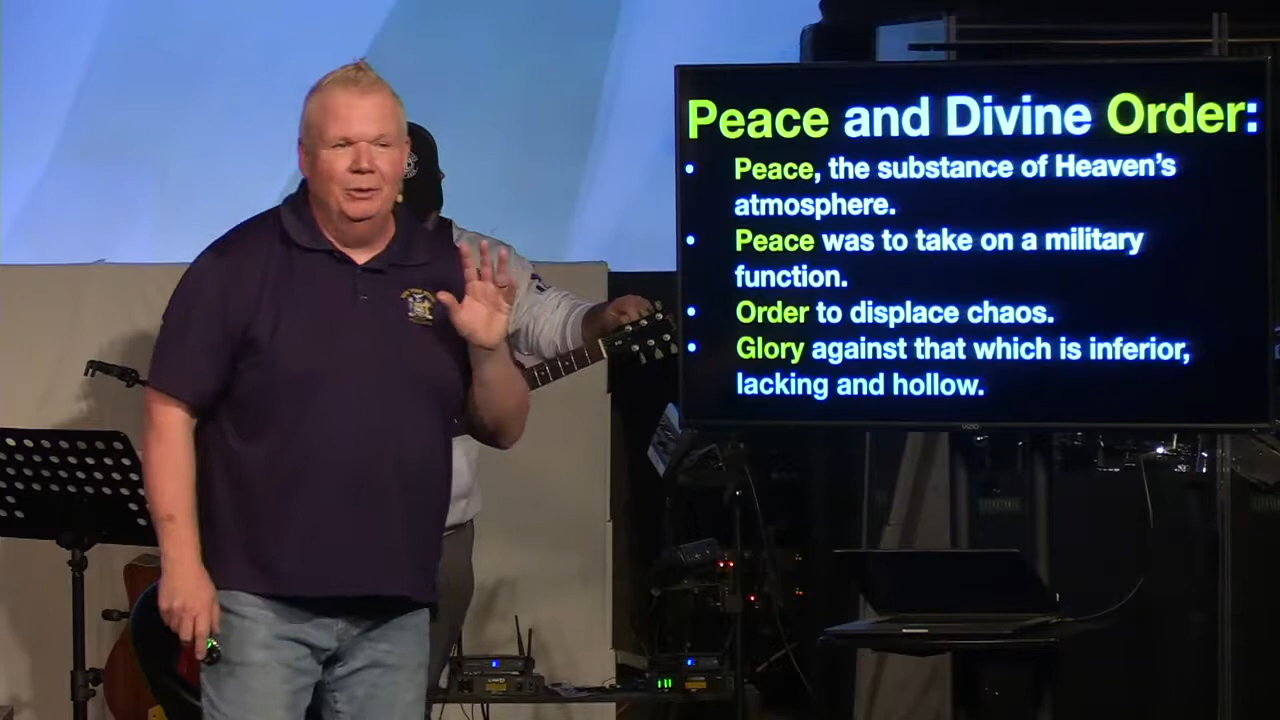 Peace and Divine Order:
• Peace, the substance of Heaven's
atmosphere.
• Peace was to take on a military
function.
• Order to displace chaos.
• Glory against that which is inferior,
lacking and hollow.
VIZIO